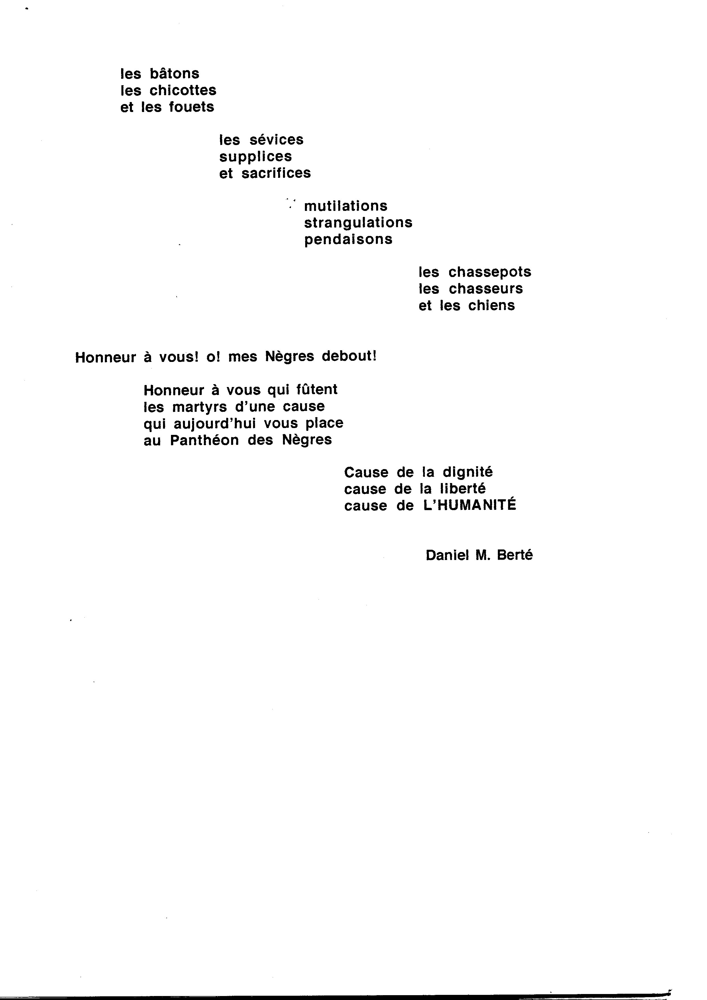 les bâtons
les chicottes
et les fouets
les sévices
supplices
et sacrifices
mutilations
strangulations
pendaisons
les chassepots
les chasseurs
et les chiens
Honneur à vous! o! mes Nègres debout!
Honneur à vous qui fûtent
les martyrs d'une cause
qui aujourd'hui vous place
au Panthéon des Nègres
Cause de la dignité
cause de la liberté
cause de L'HUMANITÉ
Daniel M. Berté